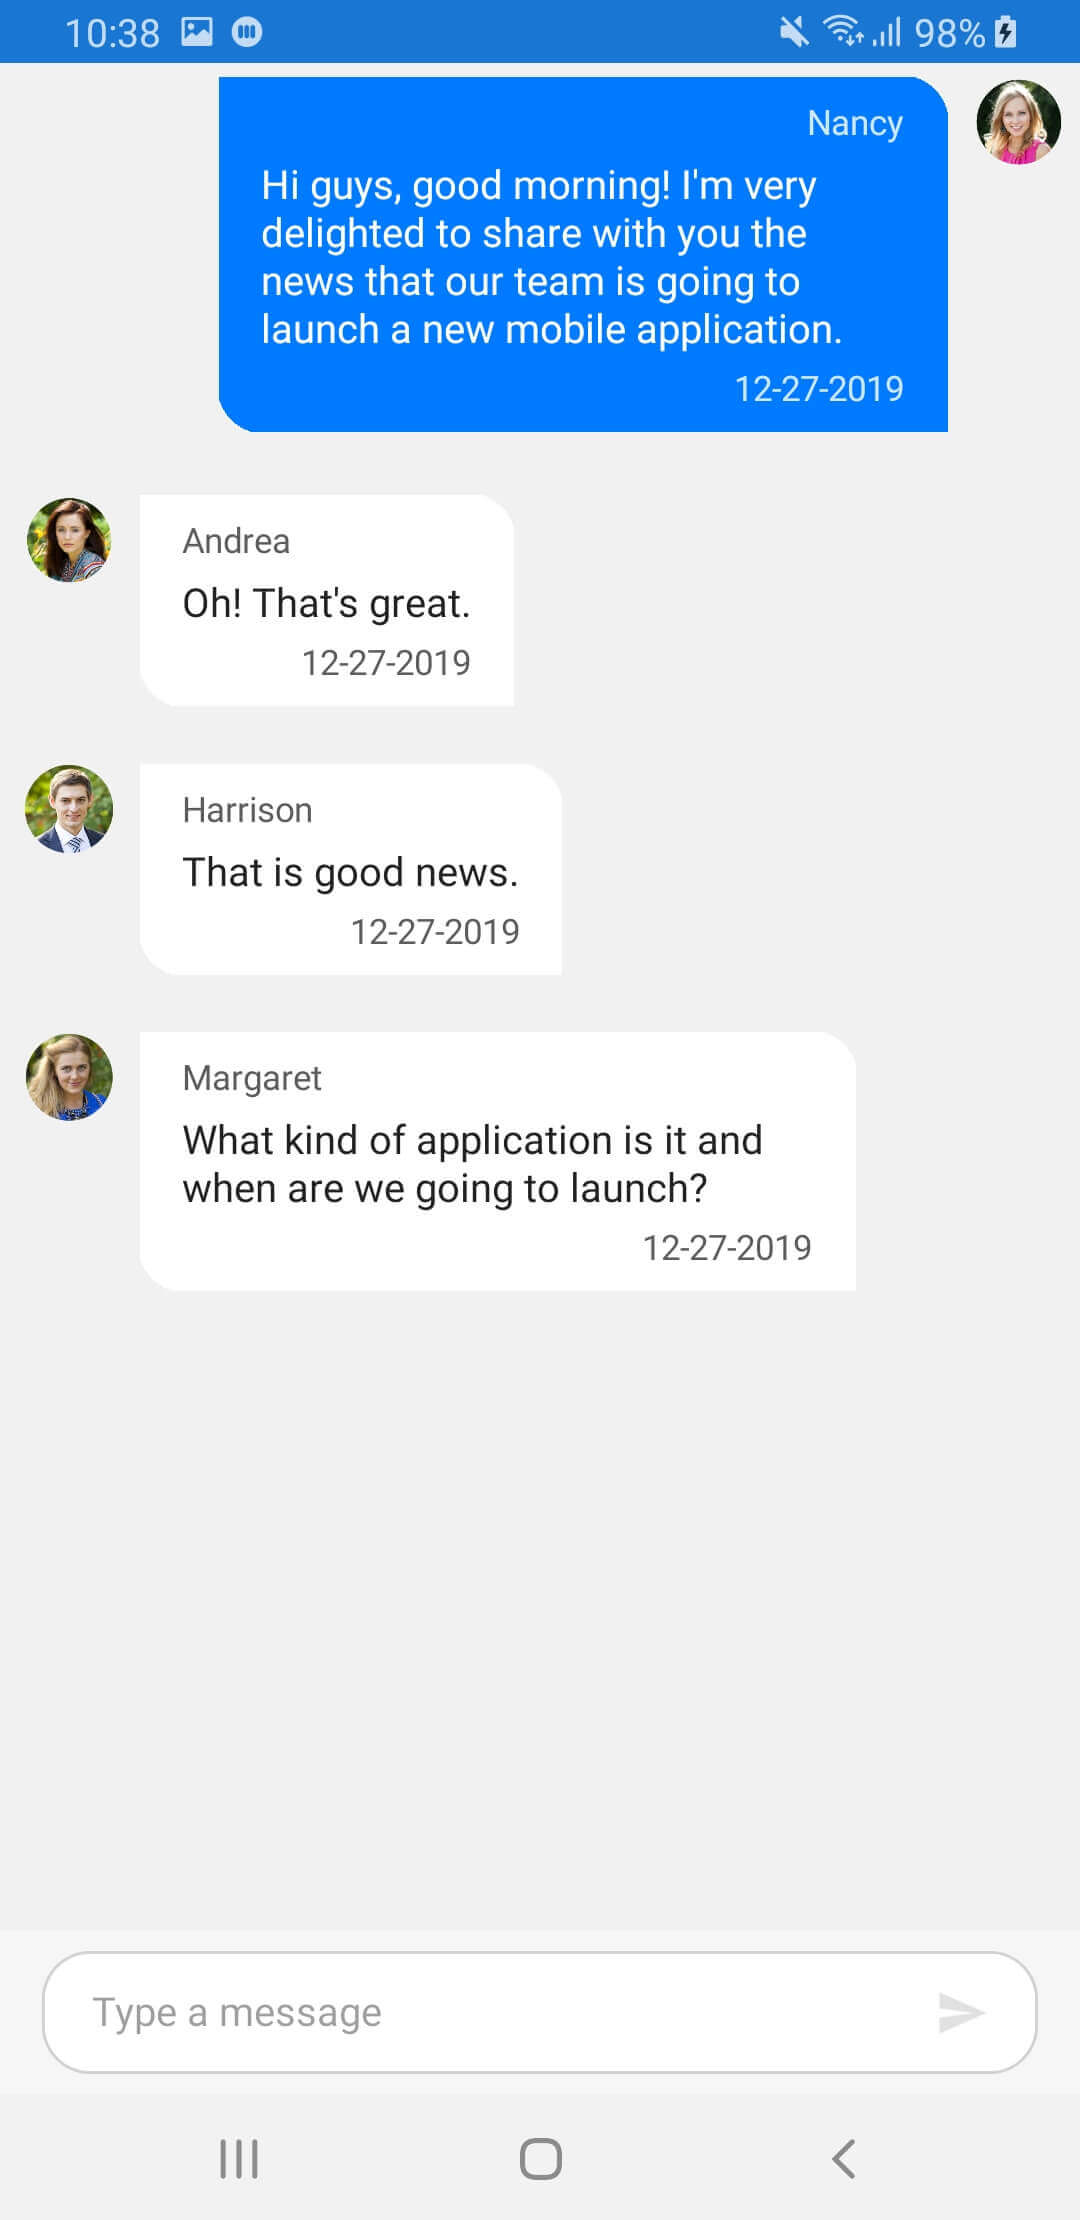 10:38
98%
Nancy
Hi guys, good morning! I'm very
delighted to share with you the
news that our team is going to
launch a new mobile application.
12-27-2019
Andrea
Oh! That's great.
12-27-2019
Harrison
That is good news.
12-27-2019
Margaret
What kind of application is it and
when are we going to launch?
12-27-2019
Type a message